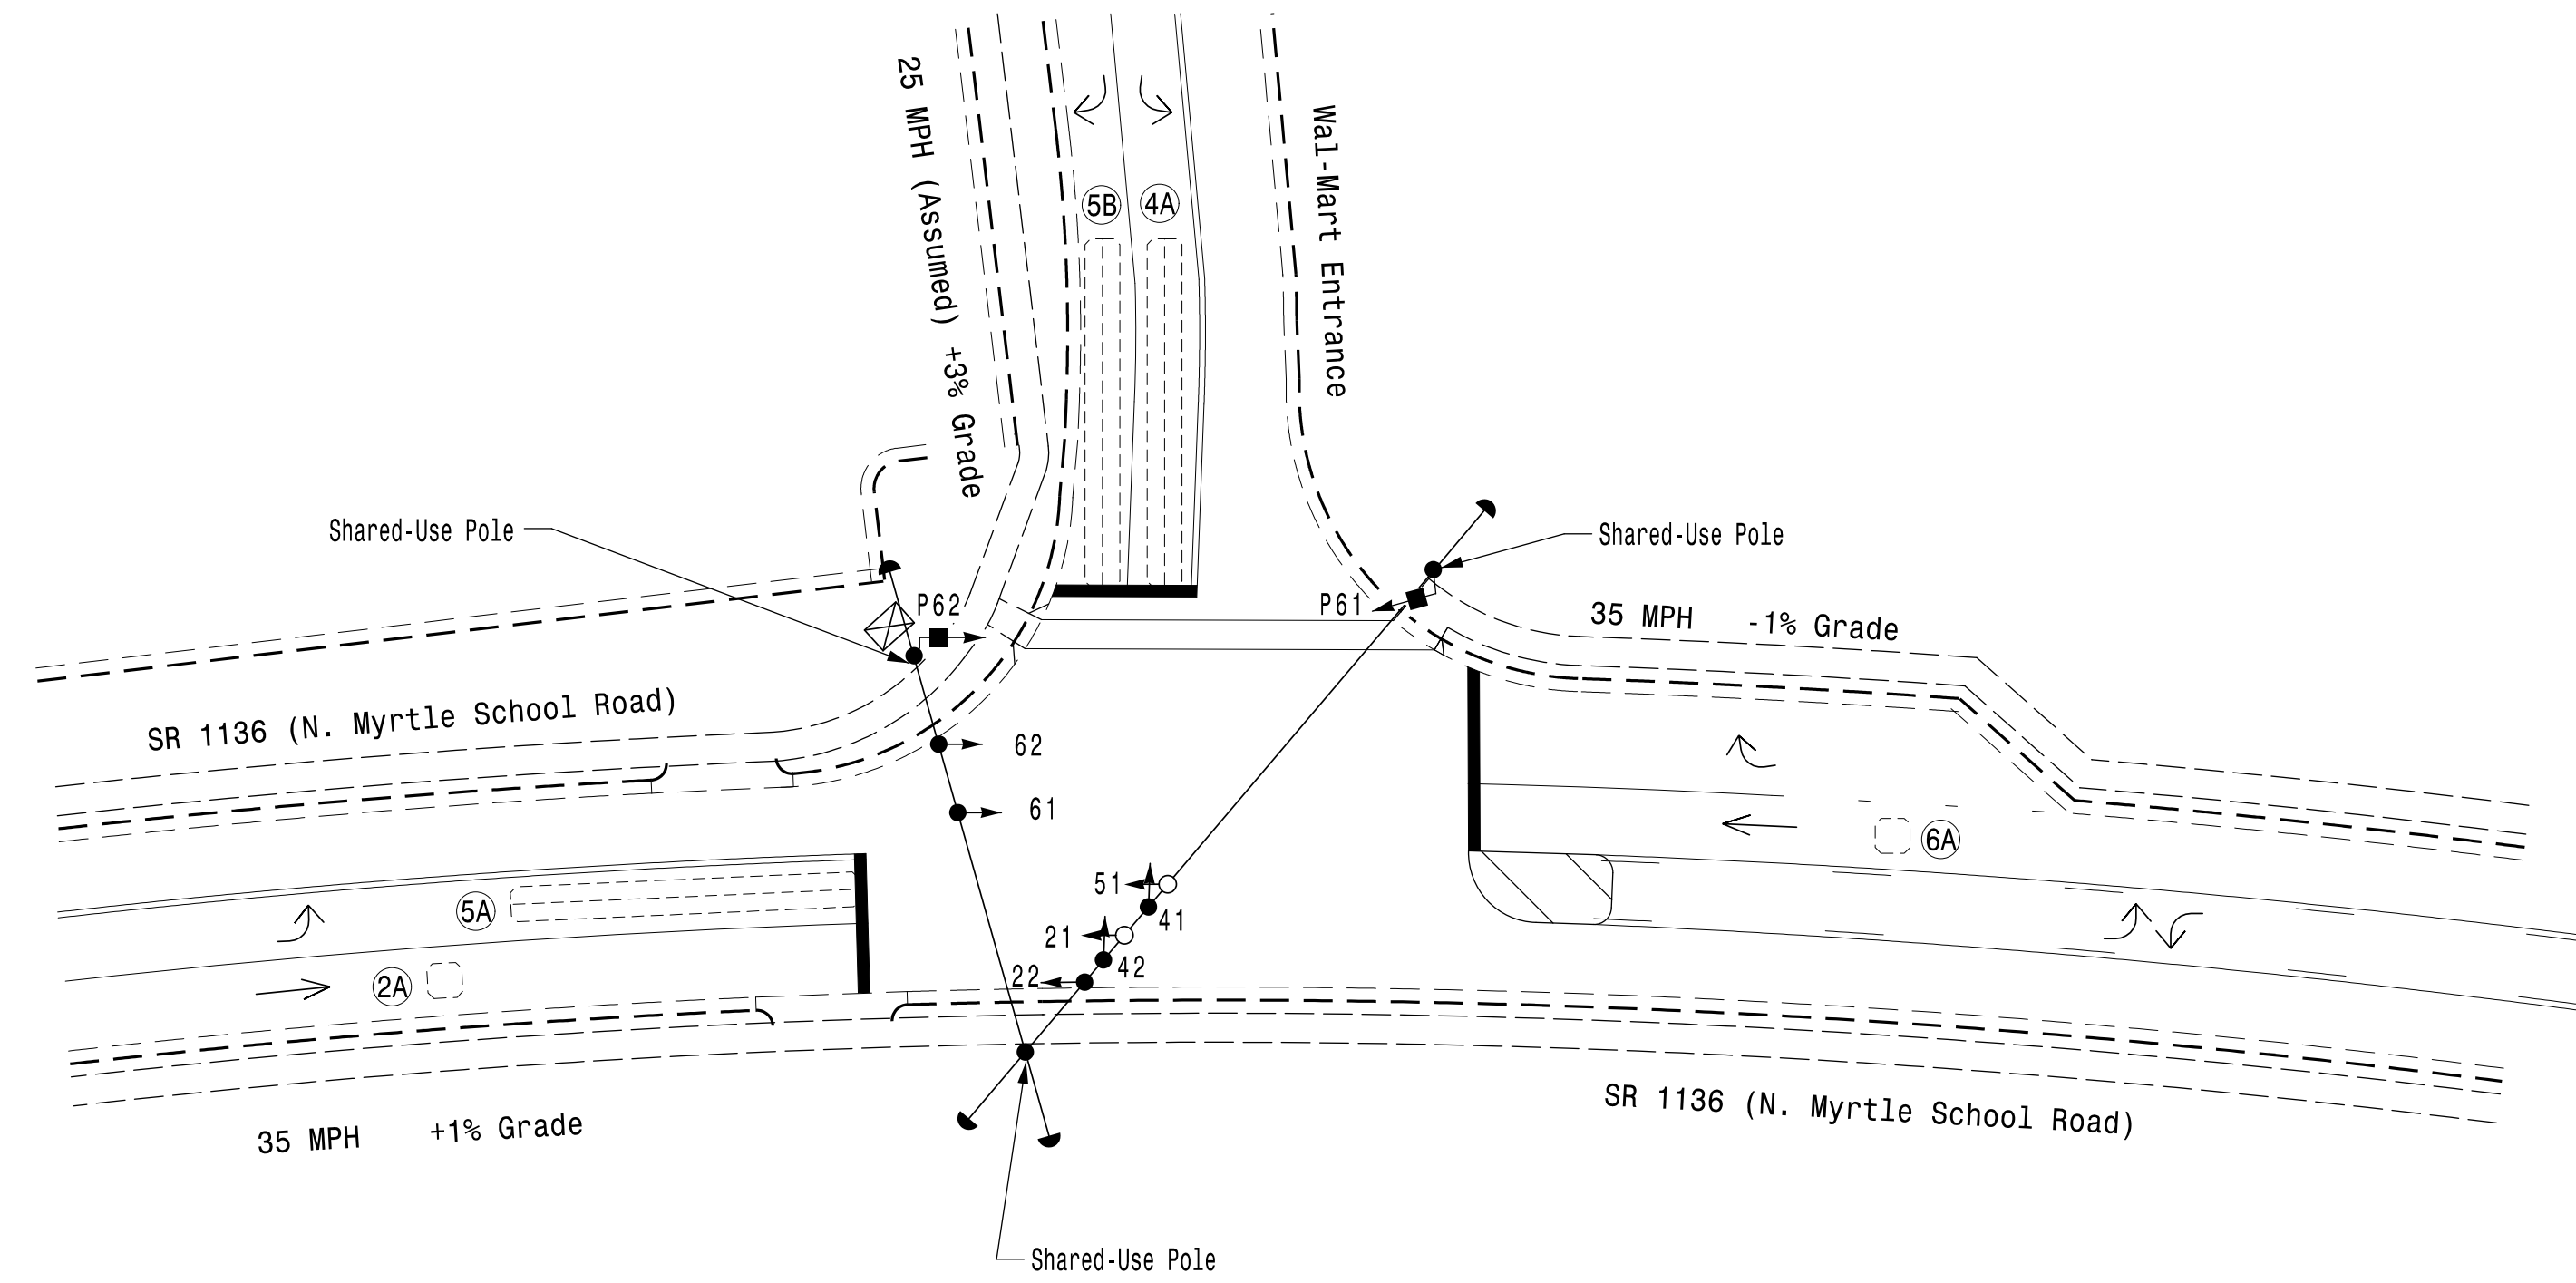 25 MPH (Assumed) +3% Grade
Wal-Mart Entrance
5B
4A
Shared-Use Pole
Shared-Use Pole
P62
P61
35 MPH -1% Grade
SR 1136 (N. Myrtle School Road)
62
61
6A
51
41
5A
21
42
22
2A
35 MPH +1% Grade
SR 1136 (N. Myrtle School Road)
Shared-Use Pole